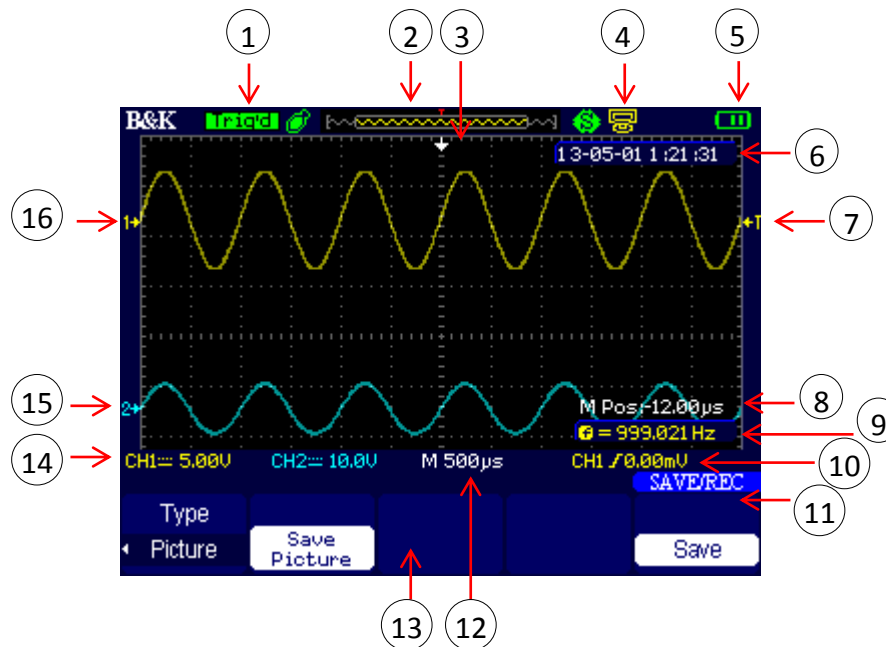 1 2 3 4 5
B&K Trig'd T $
13-05-01 1:21:31 6
16 1 T 7
15 2 M Pos:-12.00µs 8
f = 999.021Hz 9
14 CH1 5.00V CH2 10.0V M 500µs CH1 0.00mV 10
SAVE/REC 11
Type
Picture Save Picture Save
13 12